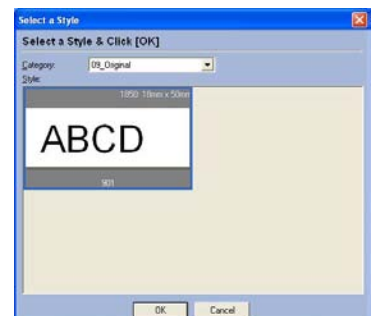 Select a Style
Select a Style & Click [OK]
Category: 09_Original
Style:
1850 18mm x 50mm
ABCD
901
OK Cancel